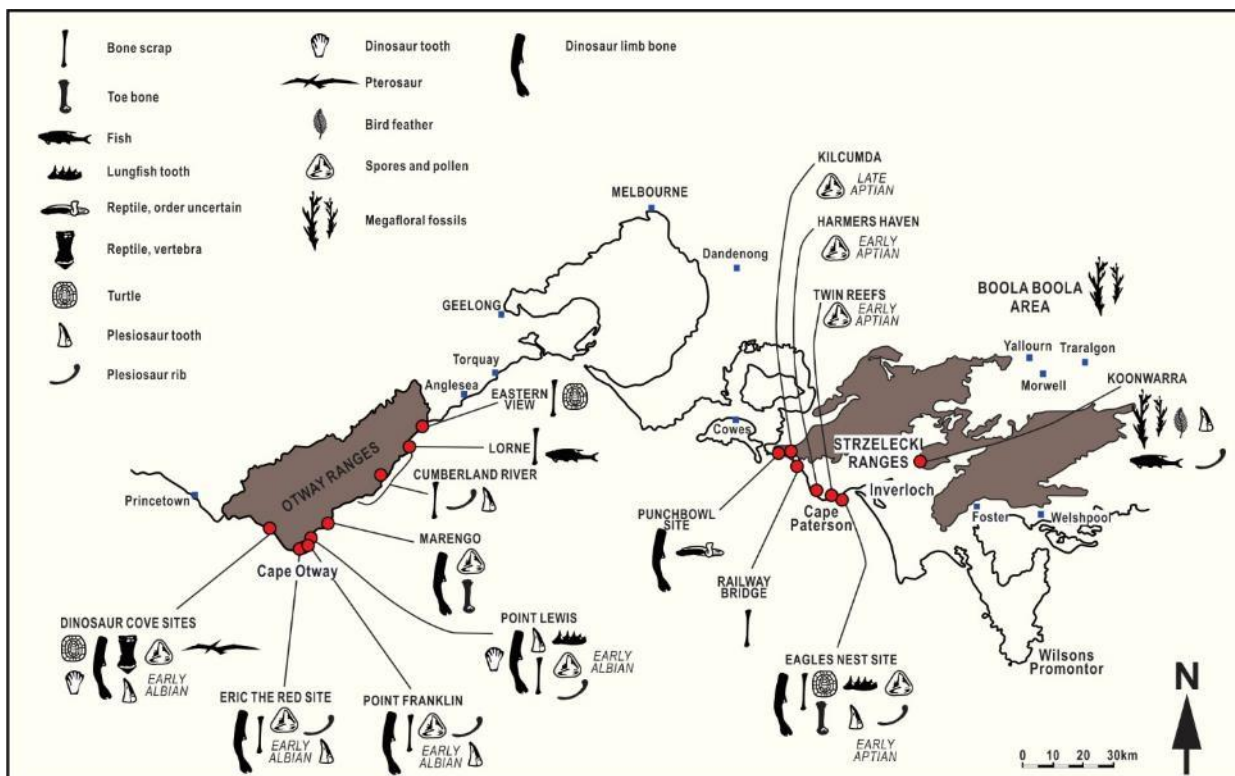 Bone scrap
Toe bone
Fish
Lungfish tooth
Reptile, order uncertain
Reptile, vertebra
Turtle
Plesiosaur tooth
Plesiosaur rib
Dinosaur tooth
Pterosaur
Bird feather
Spores and pollen
Megafloral fossils
Dinosaur limb bone
MELBOURNE
Dandenong
GEELONG
Torquay
Anglesea
EASTERN
VIEW
LORNE
CUMBERLAND RIVER
OTWAY RANGES
Princetown
MARENGO
Cape Otway
DINOSAUR COVE SITES
EARLY
ALBIAN
ERIC THE RED SITE
EARLY
ALBIAN
POINT FRANKLIN
EARLY
ALBIAN
POINT LEWIS
EARLY
ALBIAN
KILCUMDA
LATE
APTIAN
HARMERS HAVEN
EARLY
APTIAN
TWIN REEFS
EARLY
APTIAN
BOOLA BOOLA
AREA
Yallourn
Traralgon
Morwell
KOONWARRA
Cowes
STRZELECKI
RANGES
Inverloch
Cape
Paterson
PUNCHBOWL
SITE
RAILWAY
BRIDGE
Foster
Welshpool
EAGLES NEST SITE
EARLY
APTIAN
Wilsons
Promontor
N
0 10 20 30km